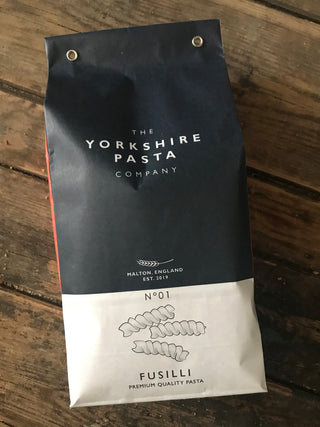 THE
YORKSHIRE
PASTA
COMPANY
MALTON, ENGLAND
EST. 2019
Nº01
FUSILLI
PREMIUM QUALITY PASTA